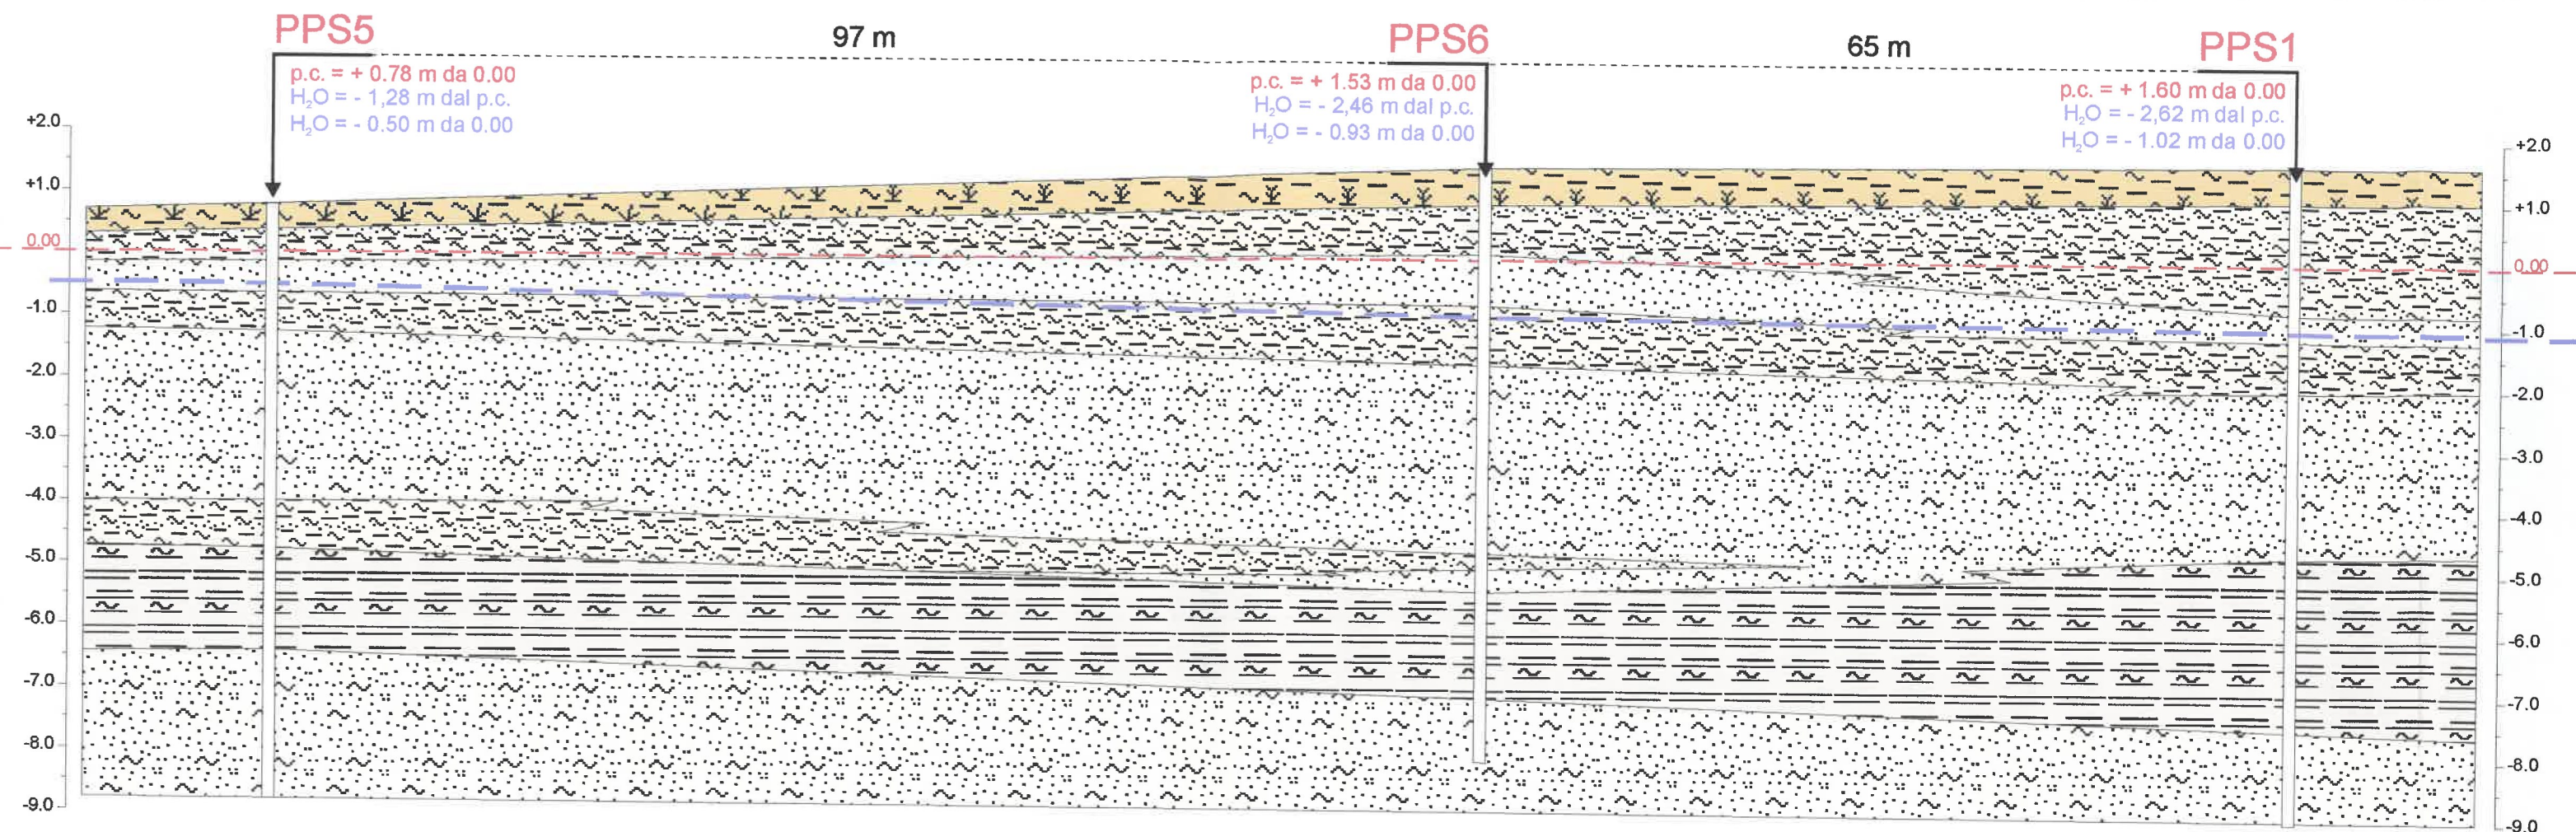 PPS5
97 m
PPS6
65 m
PPS1
p.c. = + 0.78 m da 0.00
H₂O = - 1,28 m dal p.c.
H₂O = - 0.50 m da 0.00
p.c. = + 1.53 m da 0.00
H₂O = - 2,46 m dal p.c.
H₂O = - 0.93 m da 0.00
p.c. = + 1.60 m da 0.00
H₂O = - 2,62 m dal p.c.
H₂O = - 1.02 m da 0.00
+2.0
+1.0
0.00
-1.0
-2.0
-3.0
-4.0
-5.0
-6.0
-7.0
-8.0
-9.0
+2.0
+1.0
0.00
-1.0
-2.0
-3.0
-4.0
-5.0
-6.0
-7.0
-8.0
-9.0